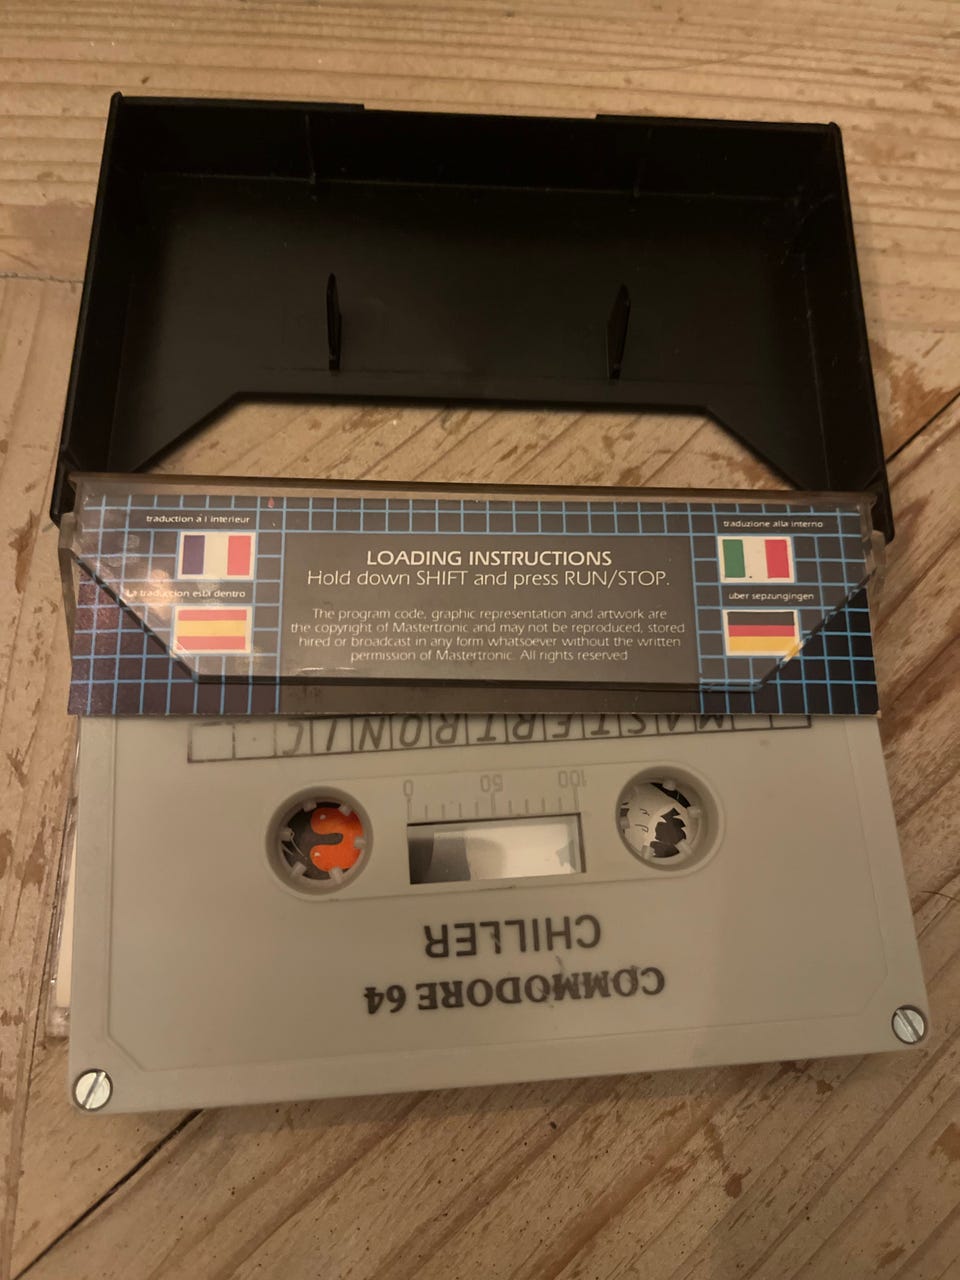 traduction à l'interieur
La traduccion está dentro
LOADING INSTRUCTIONS
Hold down SHIFT and press RUN/STOP.
The program code, graphic representation and artwork are
the copyright of Mastertronic and may not be reproduced, stored
hired or broadcast in any form whatsoever without the written
permission of Mastertronic. All rights reserved
traduzione alla interno
uber sepzungingen
MASTERTRONIC
0 50 100
CHILLER
COMMODORE 64